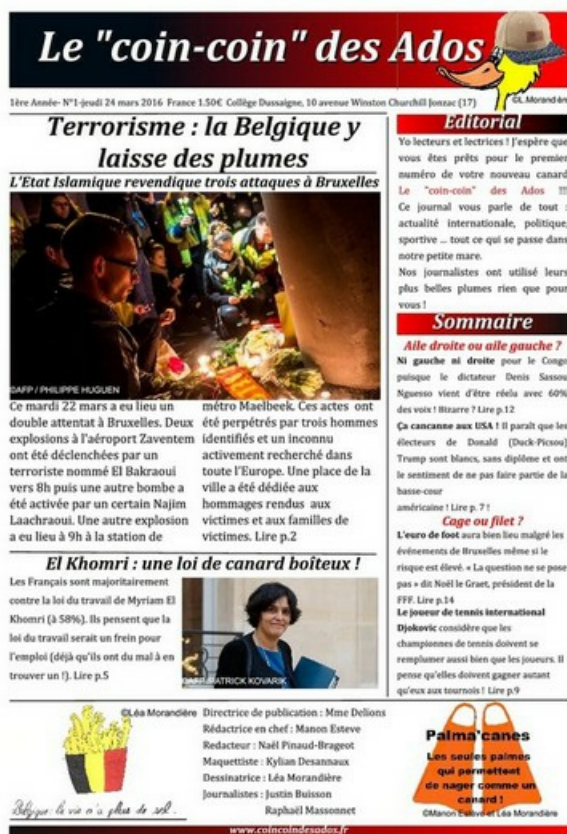 Le "coin-coin" des Ados
©L.Morandière
1ère Année- N°1-jeudi 24 mars 2016 France 1.50€ Collège Dussaigne, 10 avenue Winston Churchill Jonzac (17)
Terrorisme : la Belgique y
laisse des plumes
L'Etat Islamique revendique trois attaques à Bruxelles
©AFP / PHILIPPE HUGUEN
Ce mardi 22 mars a eu lieu un
double attentat à Bruxelles. Deux
explosions à l'aéroport Zaventem
ont été déclenchées par un
terroriste nommé El Bakraoui
vers 8h puis une autre bombe a
été activée par un certain Najim
Laachraoui. Une autre explosion
a eu lieu à 9h à la station de
métro Maelbeek. Ces actes ont
été perpétrés par trois hommes
identifiés et un inconnu
activement recherché dans
toute l'Europe. Une place de la
ville a été dédiée aux
hommages rendus aux
victimes et aux familles de
victimes. Lire p.2
El Khomri : une loi de canard boîteux !
Les Français sont majoritairement
contre la loi du travail de Myriam El
Khomri (à 58%). Ils pensent que la
loi du travail serait un frein pour
l'emploi (déjà qu'ils ont du mal à en
trouver un !). Lire p.5
©AFP/PATRICK KOVARIK
Editorial
Yo lecteurs et lectrices ! J'espère que
vous êtes prêts pour le premier
numéro de votre nouveau canard
Le "coin-coin" des Ados !!!
Ce journal vous parle de tout :
actualité internationale, politique,
sportive ... tout ce qui se passe dans
notre petite mare.
Nos journalistes ont utilisé leurs
plus belles plumes rien que pour
vous !
Sommaire
Aile droite ou aile gauche ?
Ni gauche ni droite pour le Congo
puisque le dictateur Denis Sassou
Nguesso vient d'être réelu avec 60%
des voix ! Bizarre ? Lire p.12
Ça cancanne aux USA ! Il paraît que les
électeurs de Donald (Duck-Picsou)
Trump sont blancs, sans diplôme et ont
le sentiment de ne pas faire partie de la
basse-cour
américaine ! Lire p. 7 !
Cage ou filet ?
L'euro de foot aura bien lieu malgré les
événements de Bruxelles même si le
risque est élevé. « La question ne se pose
pas » dit Noël le Graet, président de la
FFF. Lire p.14
Le joueur de tennis international
Djokovic considère que les
championnes de tennis doivent se
remplumer aussi bien que les joueurs. Il
pense qu'elles doivent gagner autant
qu'eux aux tournois ! Lire p.9
©Léa Morandière
Belgique: la vie n'a plus de sel.
Directrice de publication : Mme Delions
Rédactrice en chef : Manon Esteve
Redacteur : Naël Pinaud-Brageot
Maquettiste : Kylian Desannaux
Dessinatrice : Léa Morandière
Journalistes : Justin Buisson
Raphaël Massonnet
Palma'canes
Les seules palmes
qui permettent
de nager comme un
canard !
©Manon Esteve et Léa Morandière
www.coincoindesados.fr